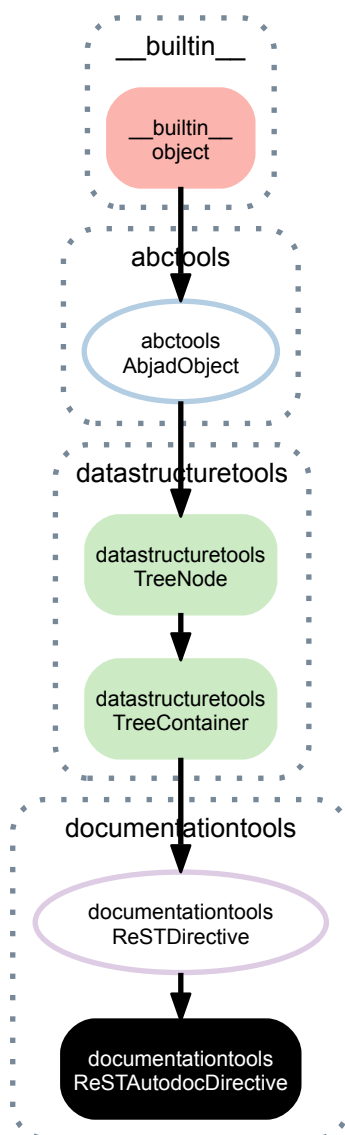 __builtin__
__builtin__
object
abctools
abctools
AbjadObject
datastructuretools
datastructuretools
TreeNode
datastructuretools
TreeContainer
documentationtools
documentationtools
ReSTDirective
documentationtools
ReSTAutodocDirective